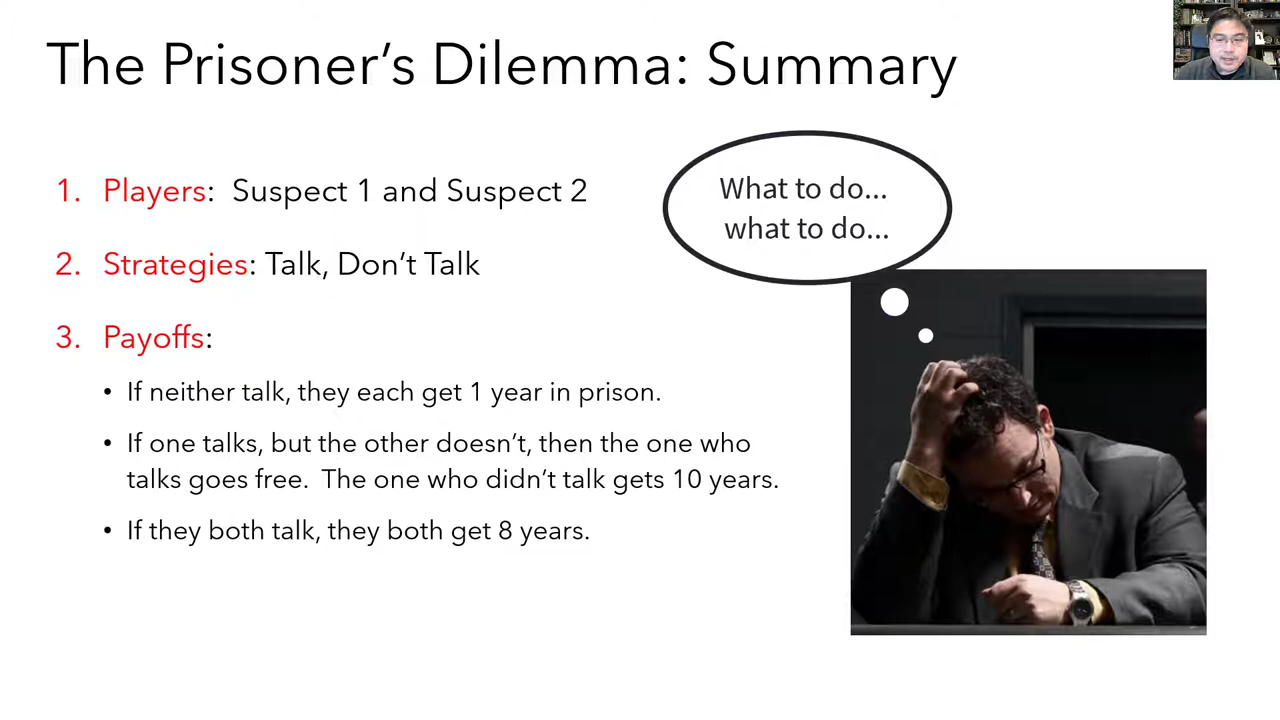 The Prisoner's Dilemma: Summary
1. Players: Suspect 1 and Suspect 2
2. Strategies: Talk, Don't Talk
3. Payoffs:
• If neither talk, they each get 1 year in prison.
• If one talks, but the other doesn't, then the one who
talks goes free. The one who didn't talk gets 10 years.
• If they both talk, they both get 8 years.
What to do...
what to do...